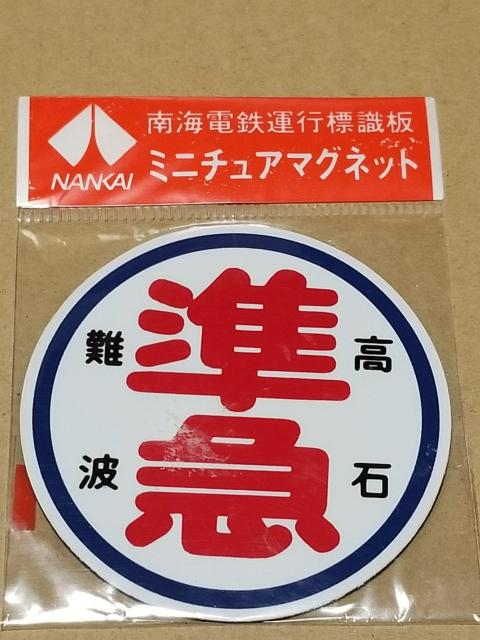 南海電鉄運行標識板
ミニチュアマグネット
NANKAI
準急
難波
高石